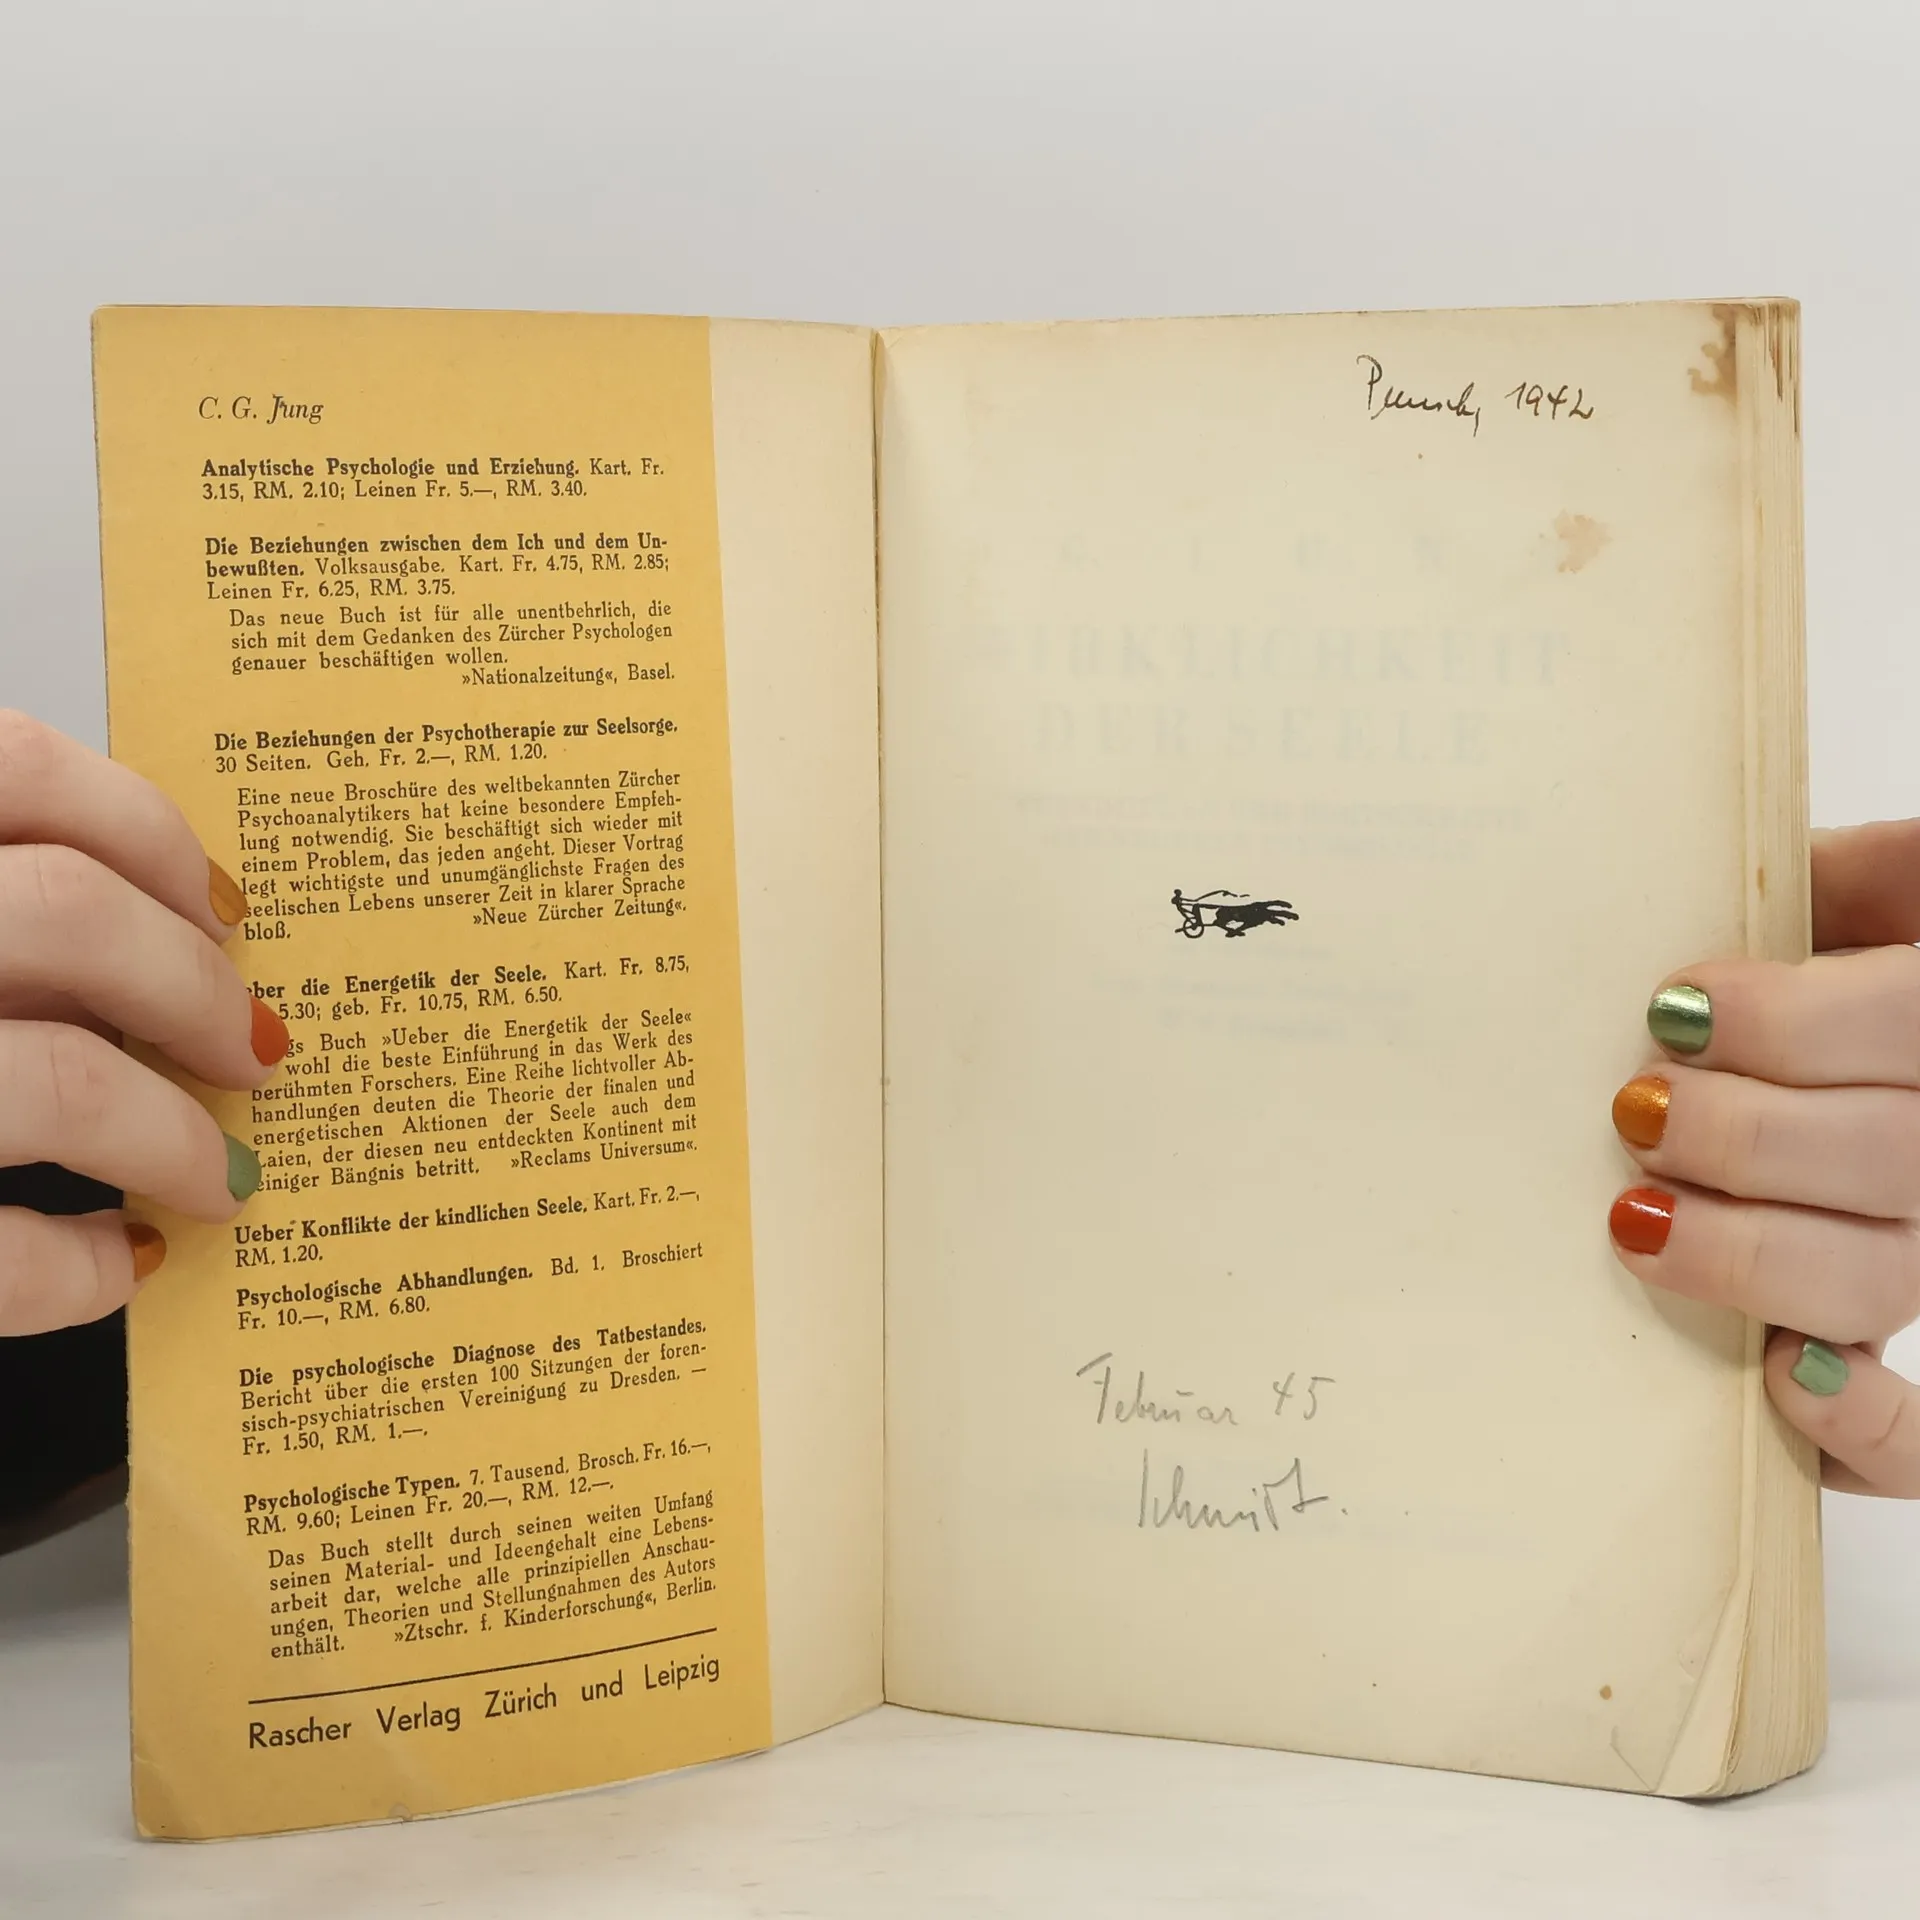 C. G. Jung
Analytische Psychologie und Erziehung. Kart. Fr.
3.15, RM. 2.10; Leinen Fr. 5.—, RM. 3.40.
Die Beziehungen zwischen dem Ich und dem Un-
bewußten. Volksausgabe. Kart. Fr. 4.75, RM. 2.85;
Leinen Fr. 6.25, RM. 3.75.
Das neue Buch ist für alle unentbehrlich, die
sich mit dem Gedanken des Zürcher Psychologen
genauer beschäftigen wollen.
»Nationalzeitung«, Basel.
Die Beziehungen der Psychotherapie zur Seelsorge.
30 Seiten. Geh. Fr. 2.—, RM. 1.20.
Eine neue Broschüre des weltbekannten Zürcher
Psychoanalytikers hat keine besondere Empfeh-
lung notwendig. Sie beschäftigt sich wieder mit
einem Problem, das jeden angeht. Dieser Vortrag
legt wichtigste und unumgänglichste Fragen des
seelischen Lebens unserer Zeit in klarer Sprache
bloß. »Neue Zürcher Zeitung«.
ber die Energetik der Seele. Kart. Fr. 8.75,
5.30; geb. Fr. 10.75, RM. 6.50.
gs Buch »Ueber die Energetik der Seele«
wohl die beste Einführung in das Werk des
berühmten Forschers. Eine Reihe lichtvoller Ab-
handlungen deuten die Theorie der finalen und
energetischen Aktionen der Seele auch dem
Laien, der diesen neu entdeckten Kontinent mit
einiger Bängnis betritt. »Reclams Universum«.
Ueber Konflikte der kindlichen Seele. Kart. Fr. 2.—,
RM. 1.20.
Psychologische Abhandlungen. Bd. 1. Broschiert
Fr. 10.—, RM. 6.80.
Die psychologische Diagnose des Tatbestandes.
Bericht über die ersten 100 Sitzungen der foren-
sisch-psychiatrischen Vereinigung zu Dresden. —
Fr. 1.50, RM. 1.—.
Psychologische Typen. 7. Tausend. Brosch. Fr. 16.—,
RM. 9.60; Leinen Fr. 20.—, RM. 12.—.
Das Buch stellt durch seinen weiten Umfang
seinen Material- und Ideengehalt eine Lebens-
arbeit dar, welche alle prinzipiellen Anschau-
ungen, Theorien und Stellungnahmen des Autors
enthält. »Ztschr. f. Kinderforschung«, Berlin.
Rascher Verlag Zürich und Leipzig
1942
DER SEELE
Februar 45
Schmidt.